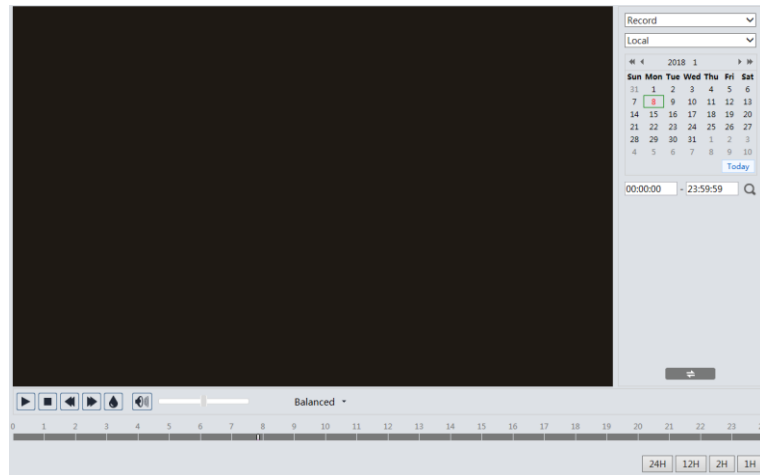 Record
Local
2018 1
Sun Mon Tue Wed Thu Fri Sat
31 1 2 3 4 5 6
7 8 9 10 11 12 13
14 15 16 17 18 19 20
21 22 23 24 25 26 27
28 29 30 31 1 2 3
4 5 6 7 8 9 10
Today
00:00:00 - 23:59:59
Balanced
0 1 2 3 4 5 6 7 8 9 10 11 12 13 14 15 16 17 18 19 20 21 22 23
24H 12H 2H 1H